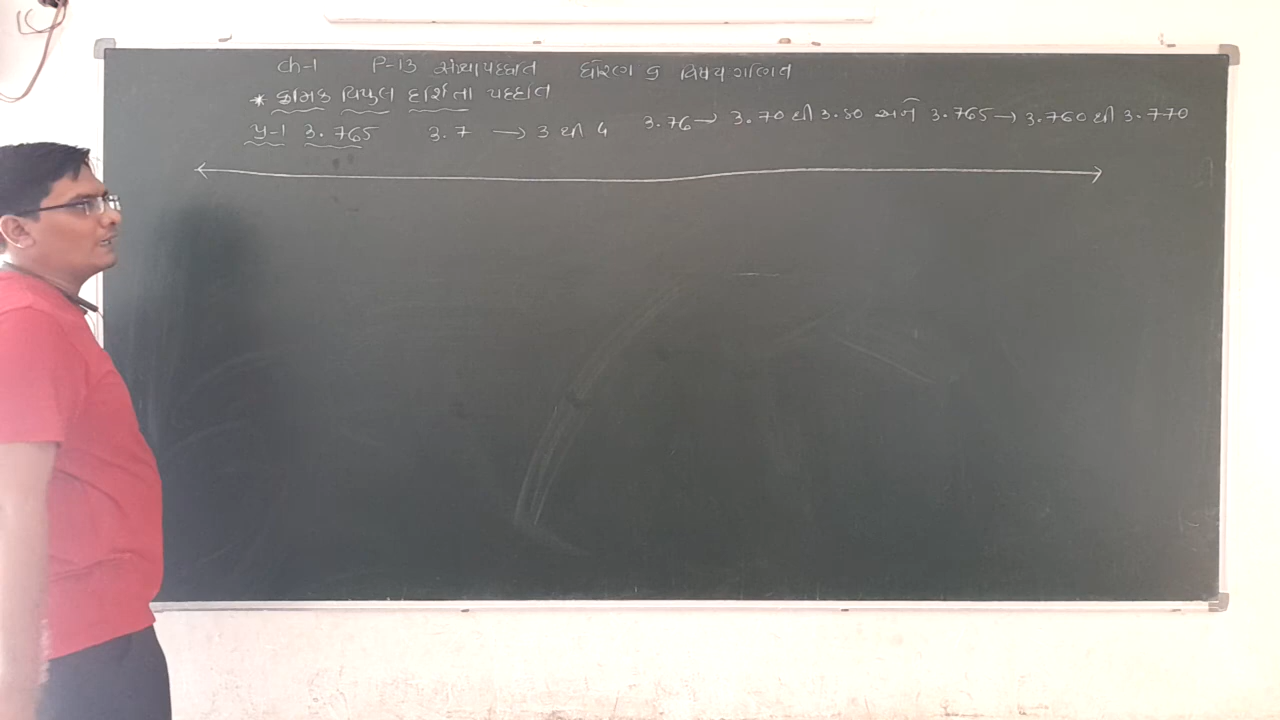 ch-1 P-13 સંખ્યા પદ્ધતિ ધોરણ 9 વિષય ગણિત
* ક્રમિક વિપુલ દર્શિતા પદ્ધતિ
પ્ર-1 3.765 3.7 → 3 થી 4 3.76 → 3.70 થી 3.80 અને 3.765 → 3.760 થી 3.770